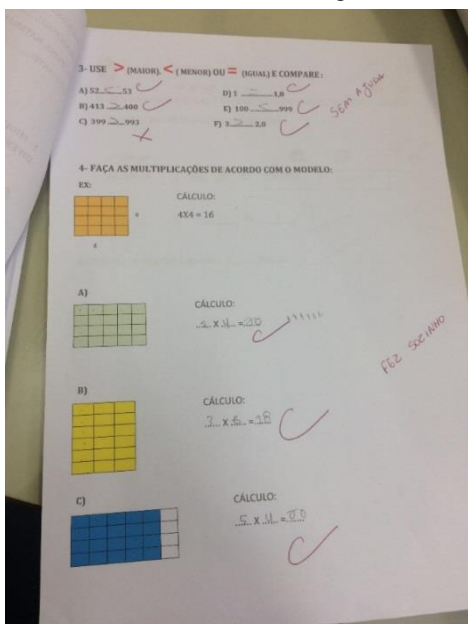 3- USE > (MAIOR), < ( MENOR) OU = (IGUAL) E COMPARE:
A) 52 < 53 D) 1 = 1,0
B) 413 > 400 E) 100 < 999
C) 399 > 993 F) 3 > 2,0
SEM AJUDA
4- FAÇA AS MULTIPLICAÇÕES DE ACORDO COM O MODELO:
EX:
CÁLCULO:
4X4 = 16
4
4
A)
CÁLCULO:
5 X 4 = 20
FEZ SOZINHO
B)
CÁLCULO:
3 X 6 = 18
C)
CÁLCULO:
5 X 4 =